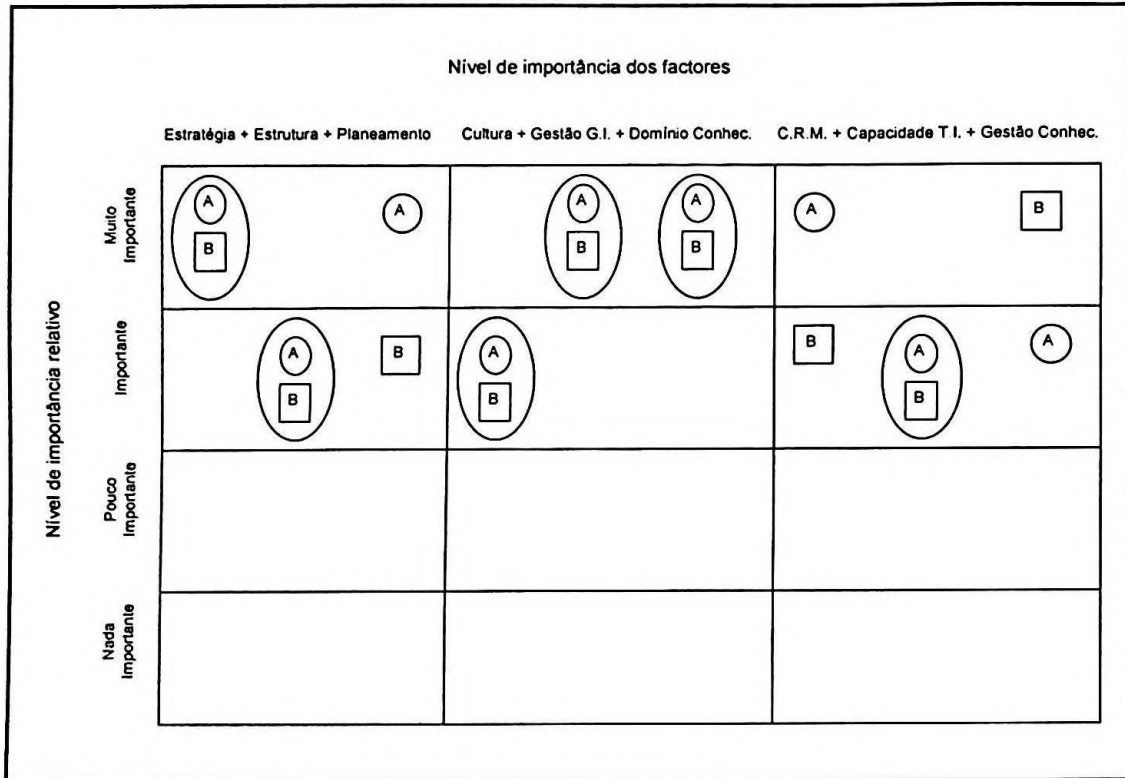 Nível de importância dos factores
Estratégia + Estrutura + Planeamento Cultura + Gestão G.I. + Domínio Conhec. C.R.M. + Capacidade T.I. + Gestão Conhec.
Nível de importância relativo
Muito
Importante
A A A A A
B B B B
Importante
A B A B A A
B B B
Pouco
Importante
Nada
Importante